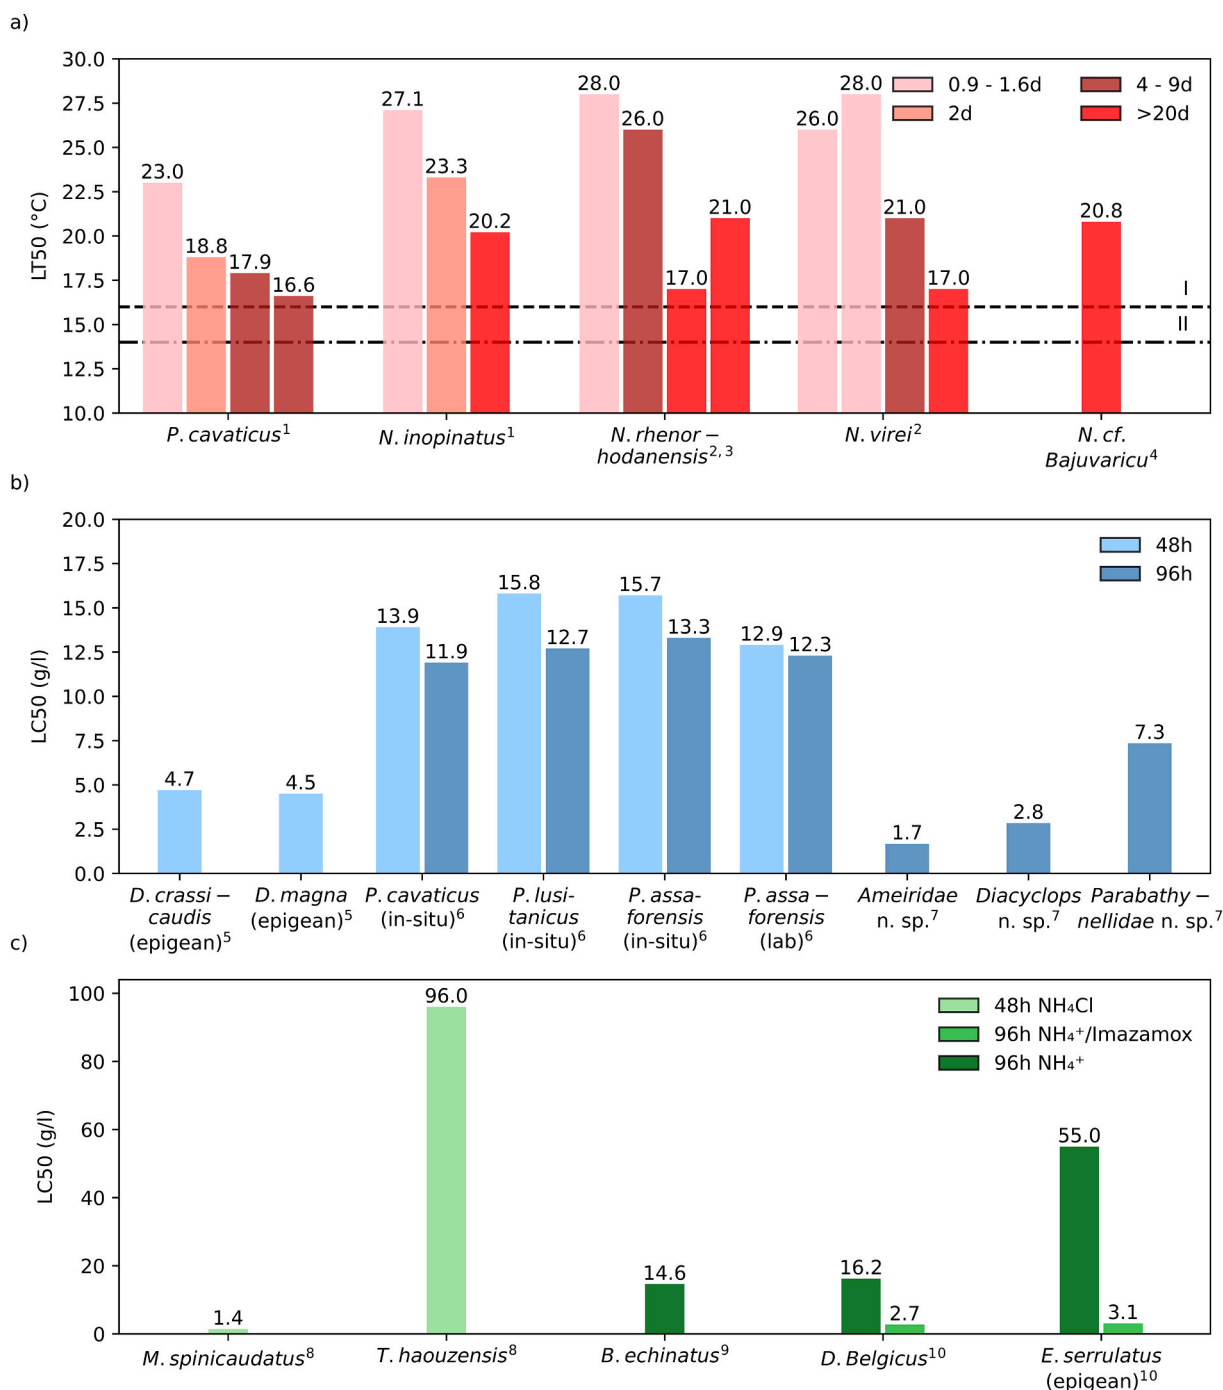 a)
30.0
27.5
25.0
22.5
20.0
17.5
15.0
12.5
10.0
LT50 (°C)
0.9 - 1.6d
2d
4 - 9d
>20d
23.0
18.8
17.9
16.6
27.1
23.3
20.2
28.0
26.0
17.0
21.0
26.0
28.0
21.0
17.0
20.8
I
II
P. cavaticus¹
N. inopinatus¹
N. rhenor −
hodanensis²,³
N. virei²
N. cf.
Bajuvaricu⁴
b)
20.0
17.5
15.0
12.5
10.0
7.5
5.0
2.5
0.0
LC50 (g/l)
48h
96h
4.7
4.5
13.9
11.9
15.8
12.7
15.7
13.3
12.9
12.3
1.7
2.8
7.3
D. crassi −
caudis
(epigean)⁵
D. magna
(epigean)⁵
P. cavaticus
(in-situ)⁶
P. lusi-
tanicus
(in-situ)⁶
P. assa-
forensis
(in-situ)⁶
P. assa −
forensis
(lab)⁶
Ameiridae
n. sp.⁷
Diacyclops
n. sp.⁷
Parabathy −
nellidae n. sp.⁷
c)
100
80
60
40
20
0
LC50 (g/l)
48h NH₄Cl
96h NH₄⁺/Imazamox
96h NH₄⁺
1.4
96.0
14.6
16.2
2.7
55.0
3.1
M. spinicaudatus⁸
T. haouzensis⁸
B. echinatus⁹
D. Belgicus¹⁰
E. serrulatus
(epigean)¹⁰